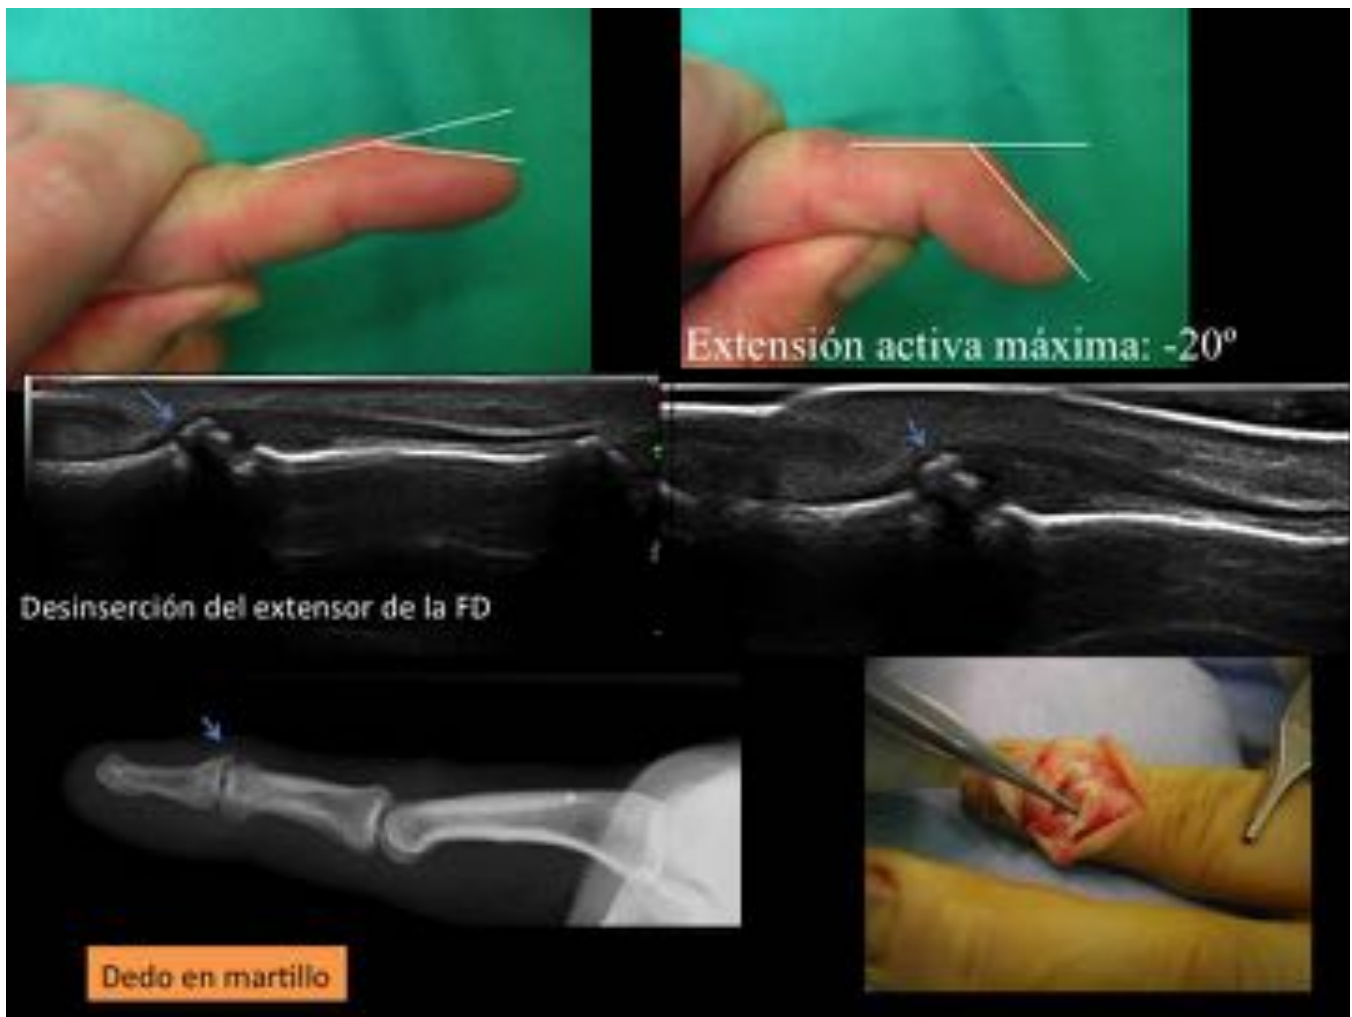 Extensión activa máxima: -20º
Desinserción del extensor de la FD
Dedo en martillo